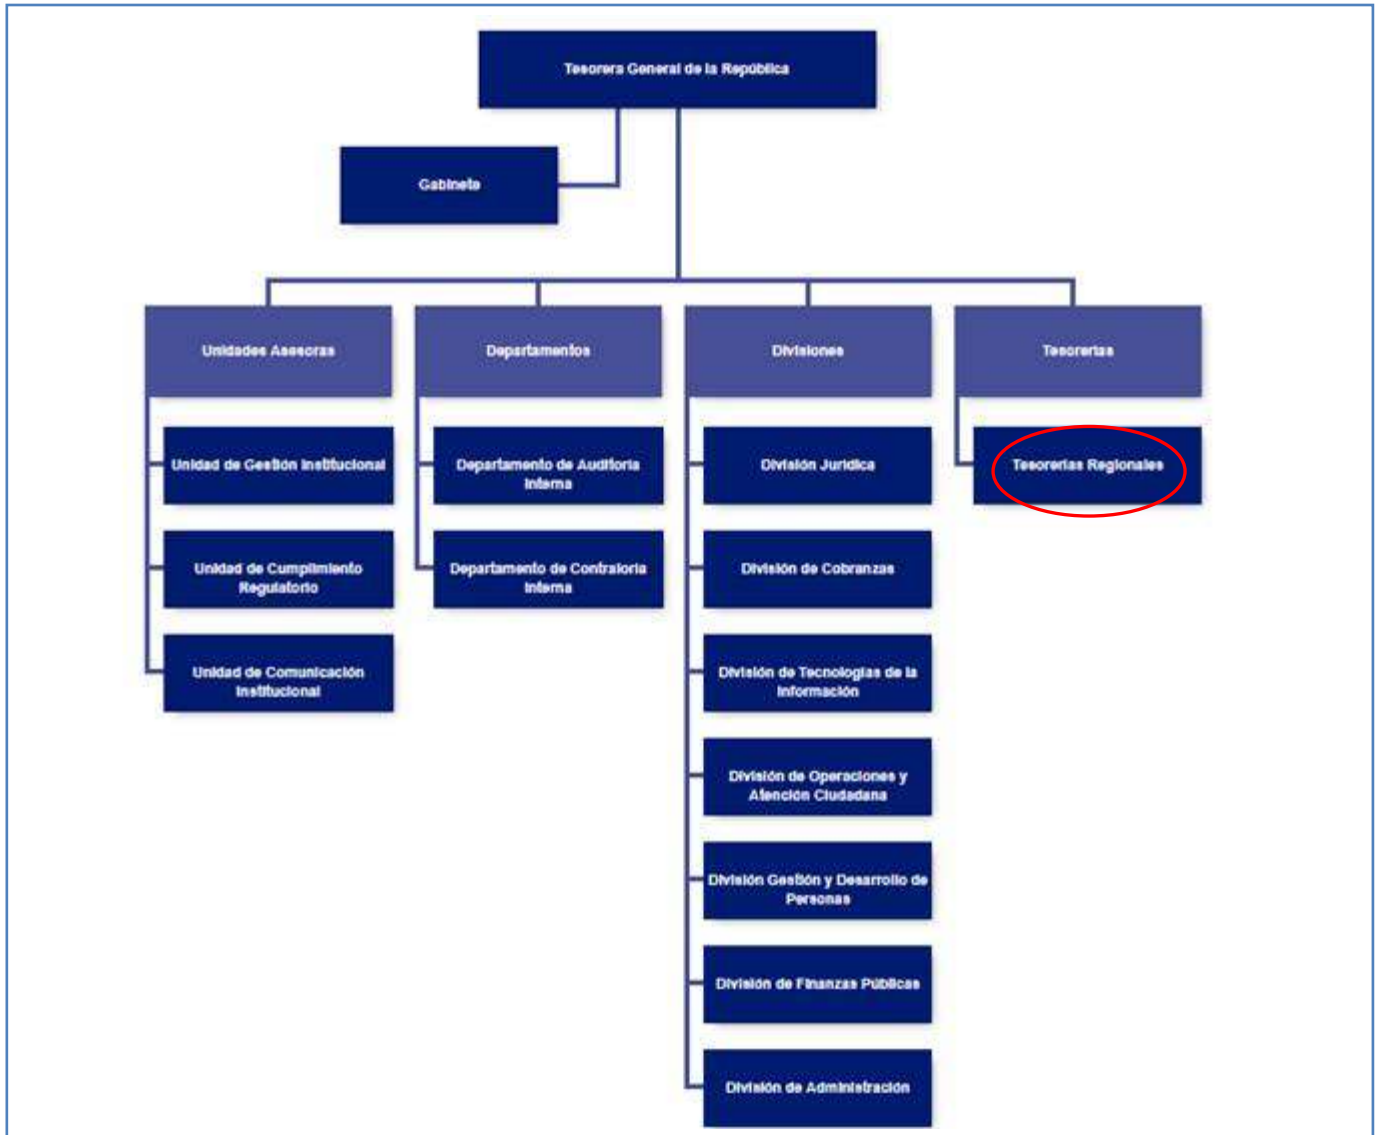 Tesorera General de la República
Gabinete
Unidades Asesoras
Departamentos
Divisiones
Tesorerías
Unidad de Gestión Institucional
Departamento de Auditoría
Interna
División Jurídica
Tesorerías Regionales
Unidad de Cumplimiento
Regulatorio
Departamento de Contraloría
Interna
División de Cobranzas
Unidad de Comunicación
Institucional
División de Tecnologías de la
Información
División de Operaciones y
Atención Ciudadana
División Gestión y Desarrollo de
Personas
División de Finanzas Públicas
División de Administración